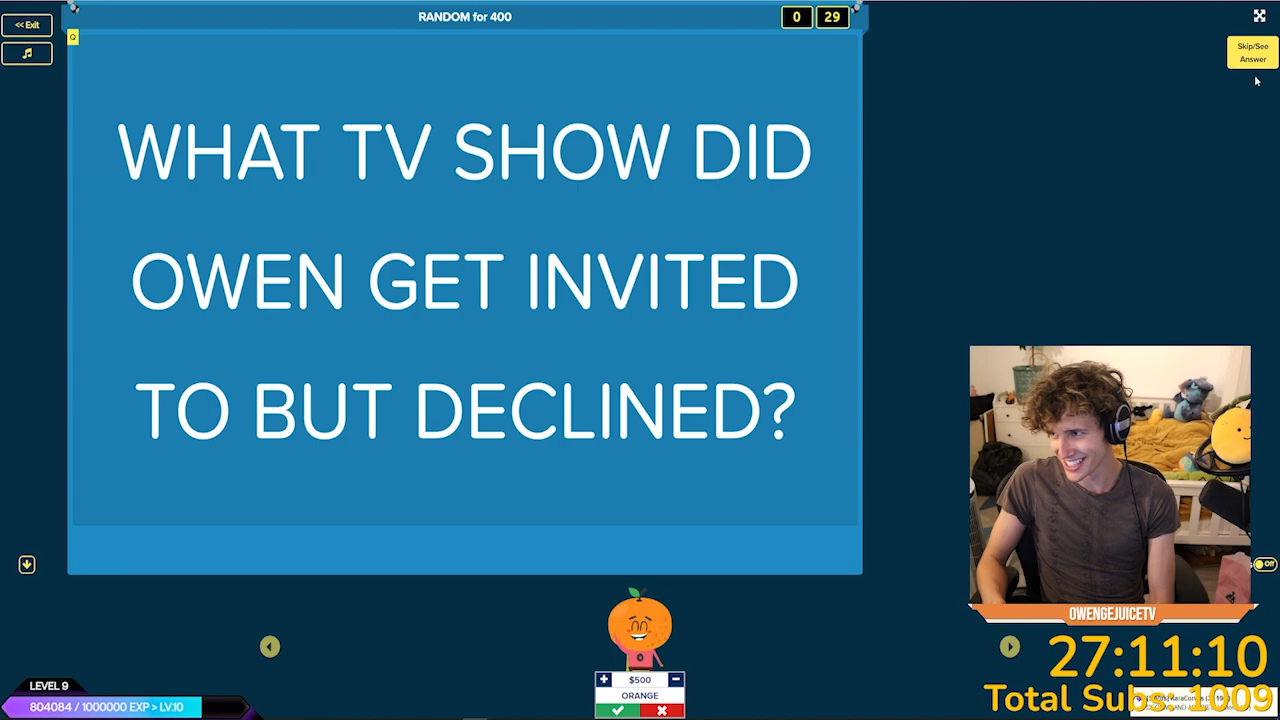 << Exit
RANDOM for 400
0 29
Skip/See
Answer
Q
WHAT TV SHOW DID
OWEN GET INVITED
TO BUT DECLINED?
Off
OWENGEJUICETV
27:11:10
Total Subs: 1009
$500
ORANGE
LEVEL 9
804084 / 1000000 EXP > LV.10